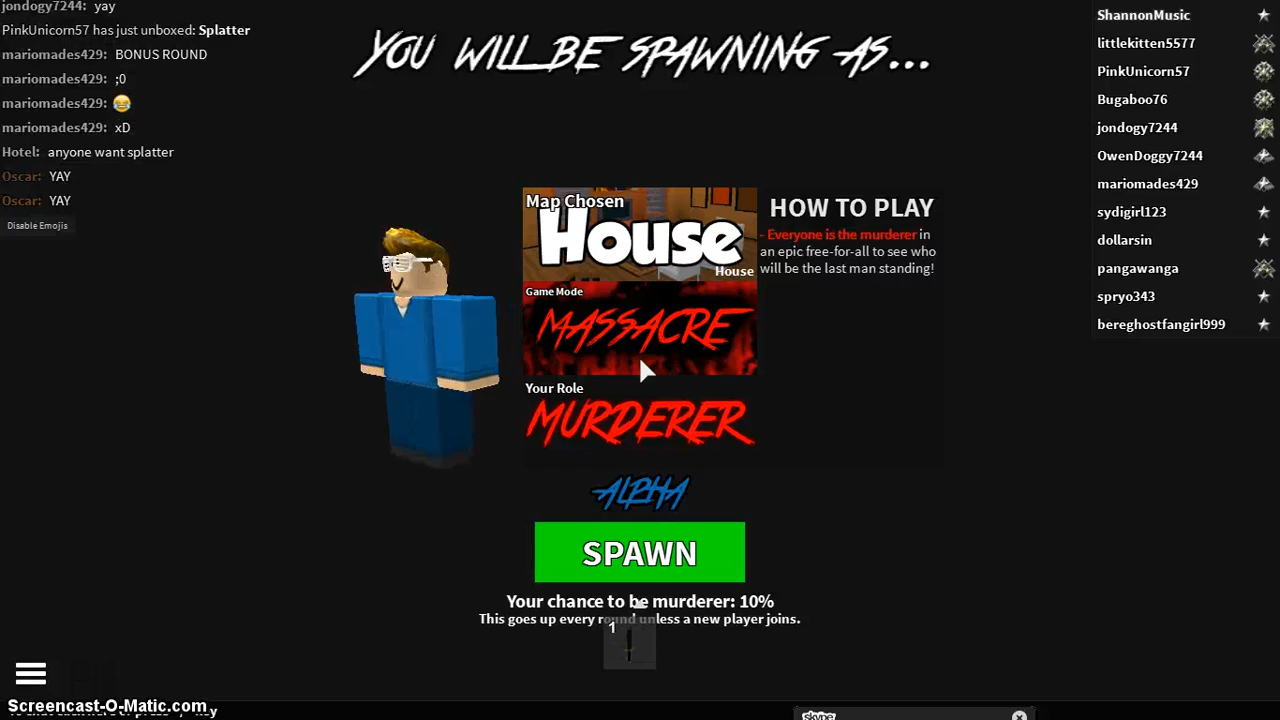 jondogy7244: yay
PinkUnicorn57 has just unboxed: Splatter
mariomades429: BONUS ROUND
mariomades429: ;0
mariomades429: 😂
mariomades429: xD
Hotel: anyone want splatter
Oscar: YAY
Oscar: YAY
Disable Emojis
YOU WILL BE SPAWNING AS...
Map Chosen
House
House
Game Mode
MASSACRE
Your Role
MURDERER
ALPHA
SPAWN
Your chance to be murderer: 10%
This goes up every round unless a new player joins.
1
HOW TO PLAY
- Everyone is the murderer in
an epic free-for-all to see who
will be the last man standing!
ShannonMusic
littlekitten5577
PinkUnicorn57
Bugaboo76
jondogy7244
OwenDoggy7244
mariomades429
sydigirl123
dollarsin
pangawanga
spryo343
bereghostfangirl999
Screencast-O-Matic.com
skype